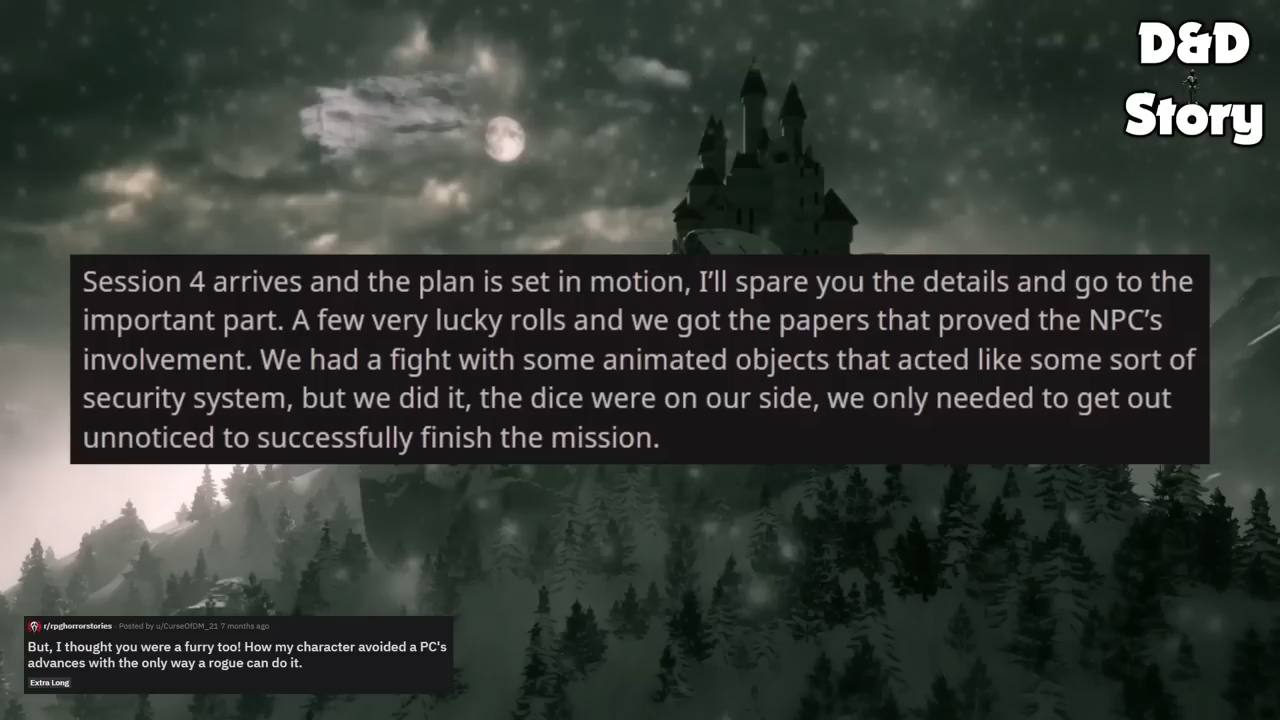 D&D
Story
Session 4 arrives and the plan is set in motion, I’ll spare you the details and go to the
important part. A few very lucky rolls and we got the papers that proved the NPC’s
involvement. We had a fight with some animated objects that acted like some sort of
security system, but we did it, the dice were on our side, we only needed to get out
unnoticed to successfully finish the mission.
r/rpghorrorstories · Posted by u/CurseOfDM_21 7 months ago
But, I thought you were a furry too! How my character avoided a PC's
advances with the only way a rogue can do it.
Extra Long